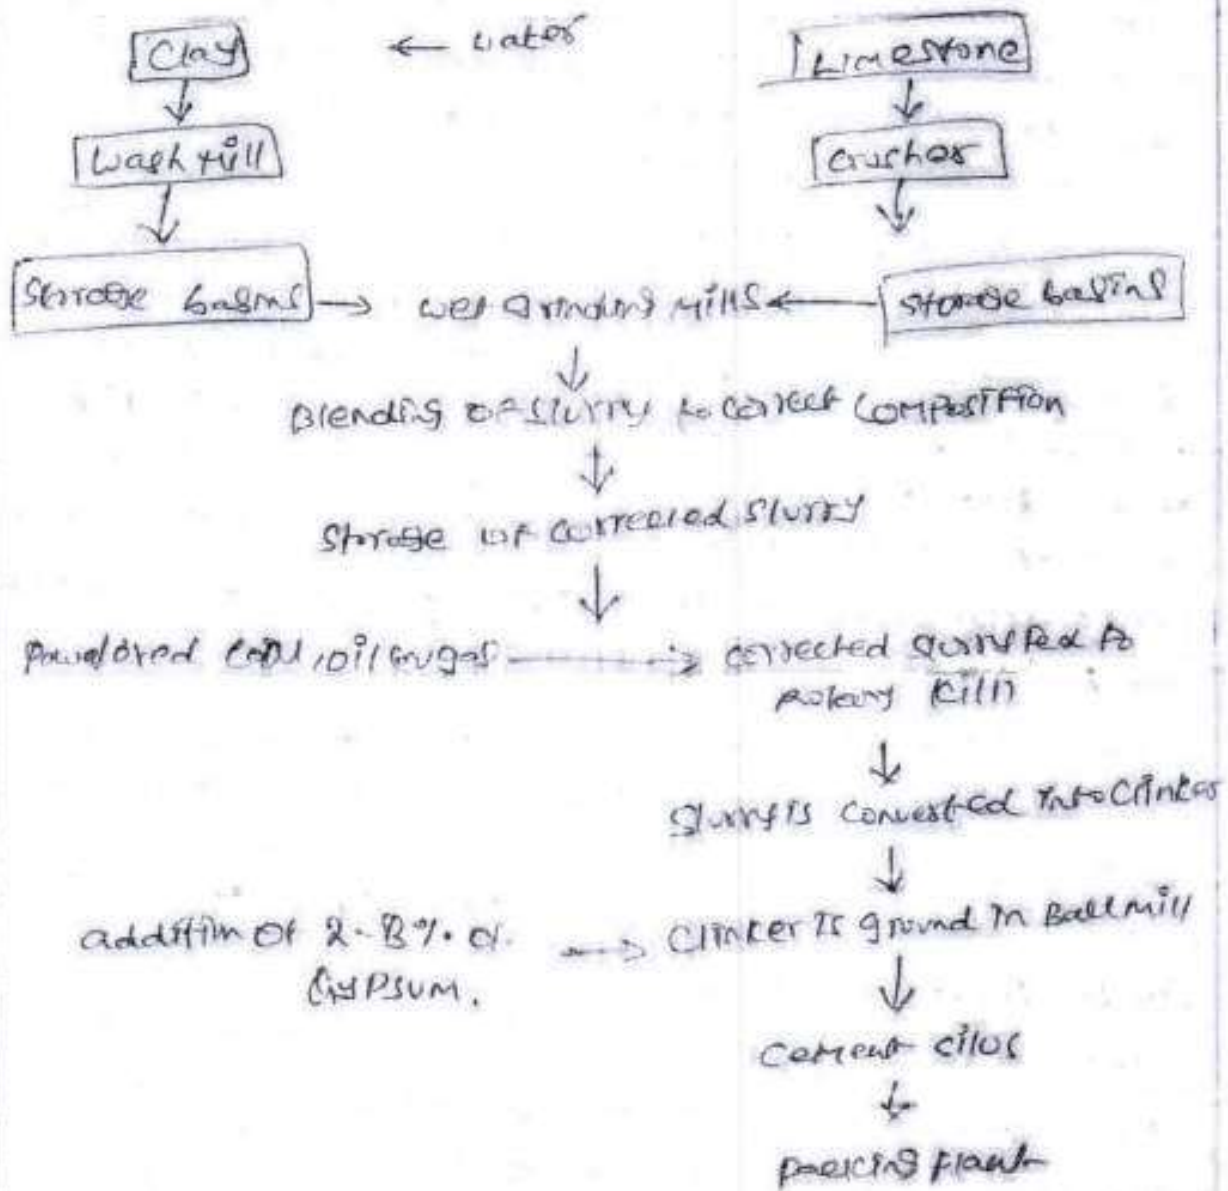 Clay
← water
Limestone
Wash mill
Crusher
Storage basins → wet Grinding Mills ← storage basins
Blending of slurry to correct composition
Storage of corrected slurry
Powdered coal, oil or gas → corrected slurry fed to
rotary kiln
Slurry is converted into Clinker
addition of 2-3% of → Clinker is ground in Ball mill
Gypsum.
Cement silos
packing plant